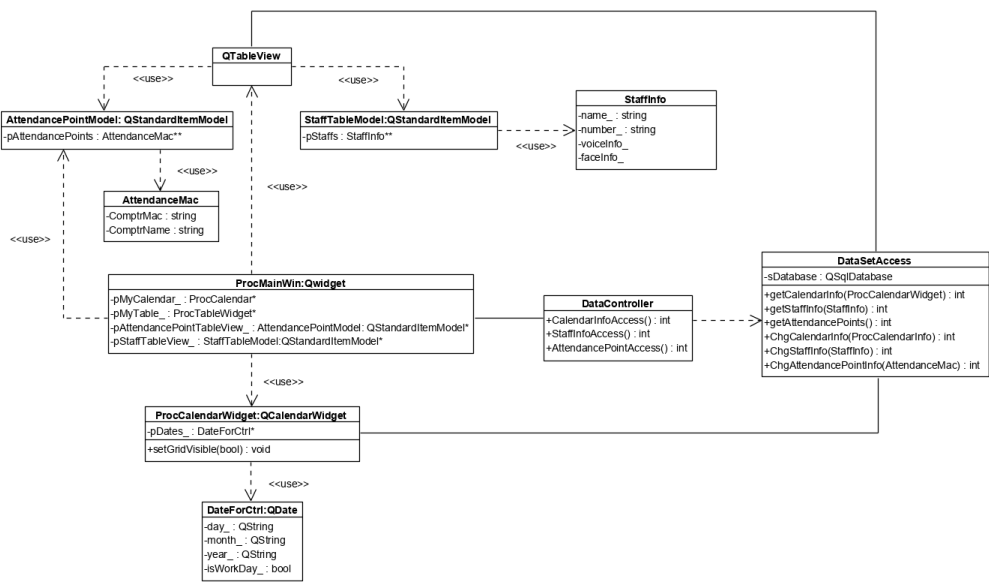 QTableView
<<use>>
<<use>>
AttendancePointModel: QStandardItemModel
-pAttendancePoints : AttendanceMac**
StaffTableModel:QStandardItemModel
-pStaffs : StaffInfo**
StaffInfo
-name_ : string
-number_ : string
-voiceInfo_
-faceInfo_
<<use>>
<<use>>
<<use>>
AttendanceMac
-ComptrMac : string
-ComptrName : string
<<use>>
ProcMainWin:Qwidget
-pMyCalendar_ : ProcCalendar*
-pMyTable_ : ProcTableWidget*
-pAttendancePointTableView_ : AttendancePointModel: QStandardItemModel*
-pStaffTableView_ : StaffTableModel:QStandardItemModel*
DataController
+CalendarInfoAccess() : int
+StaffInfoAccess() : int
+AttendancePointAccess() : int
DataSetAccess
-sDatabase : QSqlDatabase
+getCalendarInfo(ProcCalendarWidget) : int
+getStaffInfo(StaffInfo) : int
+getAttendancePoints() : int
+ChgCalendarInfo(ProcCalendarInfo) : int
+ChgStaffInfo(StaffInfo) : int
+ChgAttendancePointInfo(AttendanceMac) : int
<<use>>
ProcCalendarWidget:QCalendarWidget
-pDates_ : DateForCtrl*
+setGridVisible(bool) : void
<<use>>
DateForCtrl:QDate
-day_ : QString
-month_ : QString
-year_ : QString
-isWorkDay_ : bool